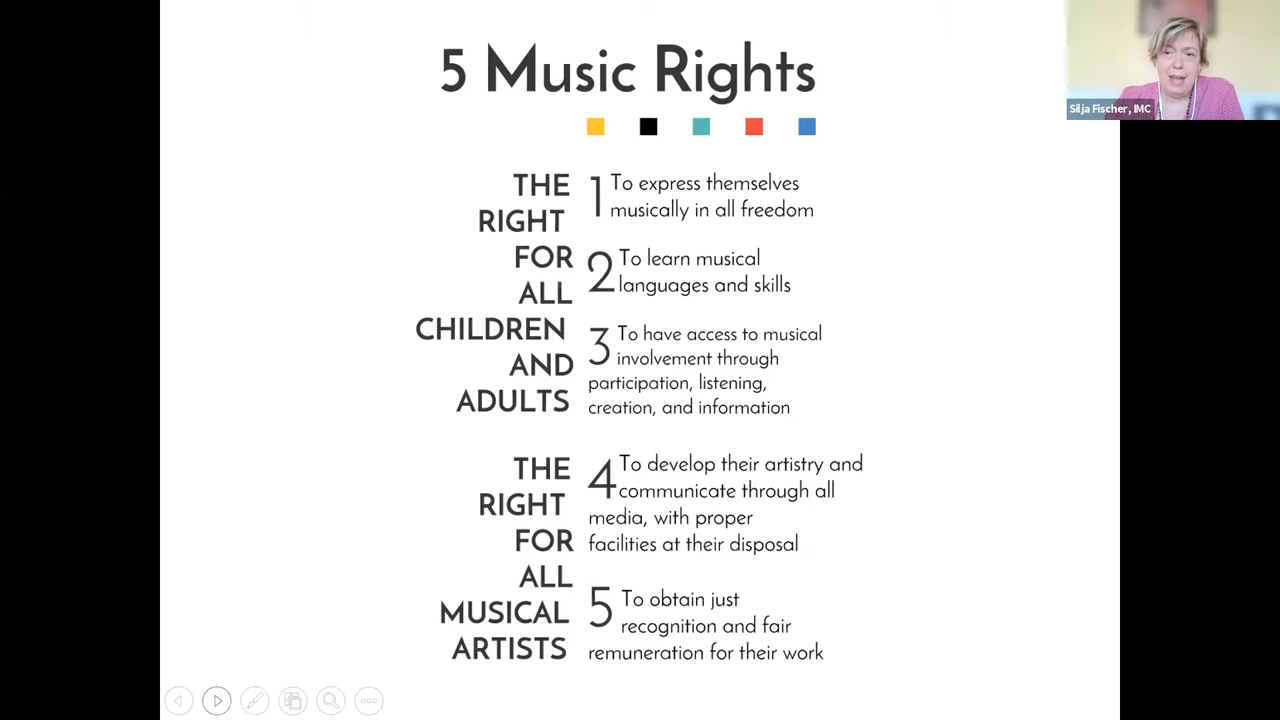 5 Music Rights
THE
RIGHT
FOR
ALL
CHILDREN
AND
ADULTS
1 To express themselves
musically in all freedom
2 To learn musical
languages and skills
3 To have access to musical
involvement through
participation, listening,
creation, and information
THE
RIGHT
FOR
ALL
MUSICAL
ARTISTS
4 To develop their artistry and
communicate through all
media, with proper
facilities at their disposal
5 To obtain just
recognition and fair
remuneration for their work
Silja Fischer, IMC